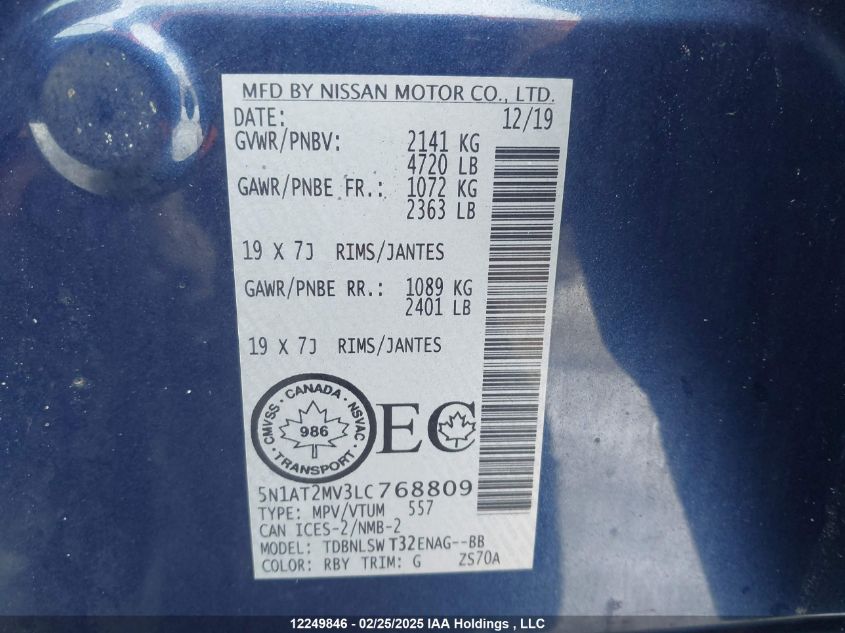 MFD BY NISSAN MOTOR CO., LTD.
DATE: 12/19
GVWR/PNBV: 2141 KG
4720 LB
GAWR/PNBE FR.: 1072 KG
2363 LB
19 X 7J RIMS/JANTES
GAWR/PNBE RR.: 1089 KG
2401 LB
19 X 7J RIMS/JANTES
CMVSS · CANADA · NSVAC · TRANSPORT ·
986
EC
5N1AT2MV3LC768809
TYPE: MPV/VTUM 557
CAN ICES-2/NMB-2
MODEL: TDBNLSW T32ENAG--BB
COLOR: RBY TRIM: G ZS70A
12249846 - 02/25/2025 IAA Holdings , LLC